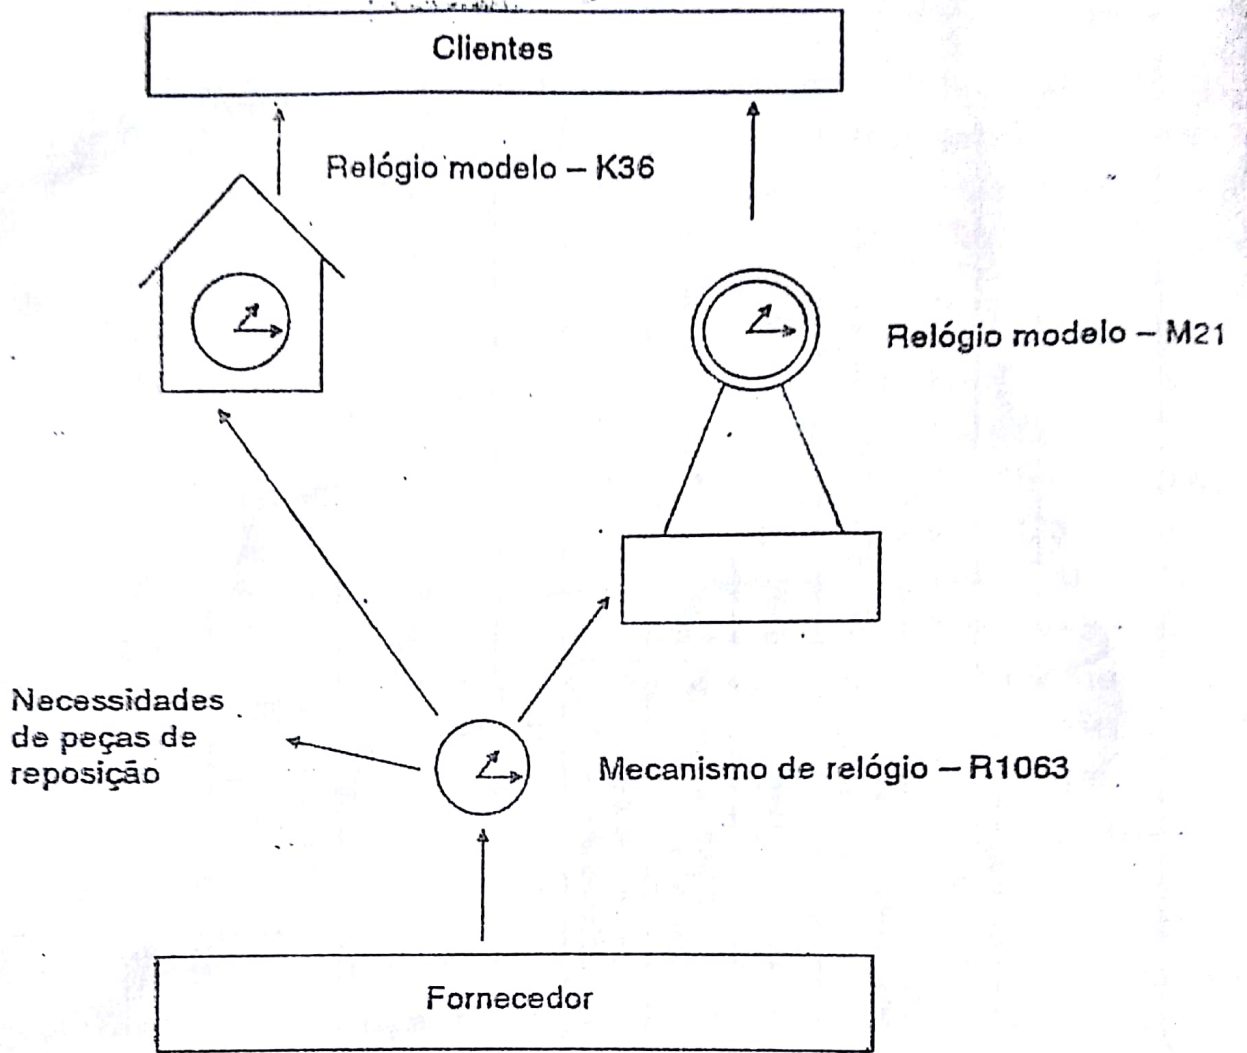 Clientes
Relógio modelo – K36
Relógio modelo – M21
Necessidades
de peças de
reposição
Mecanismo de relógio – R1063
Fornecedor